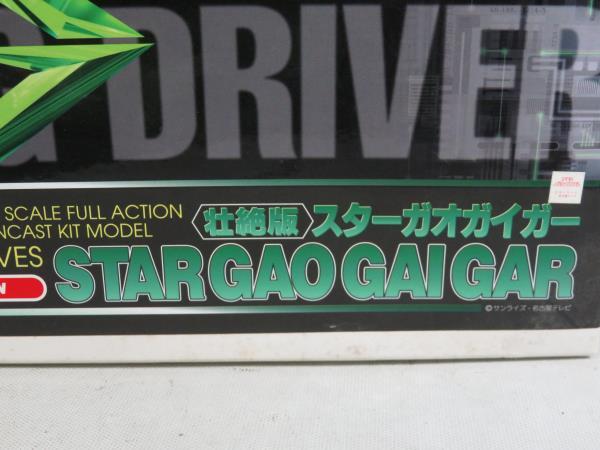 G DRIVER
SCALE FULL ACTION
NCAST KIT MODEL
VES
N
〈壮絶版〉スターガオガイガー
STAR GAO GAI GAR
©サンライズ・名古屋テレビ